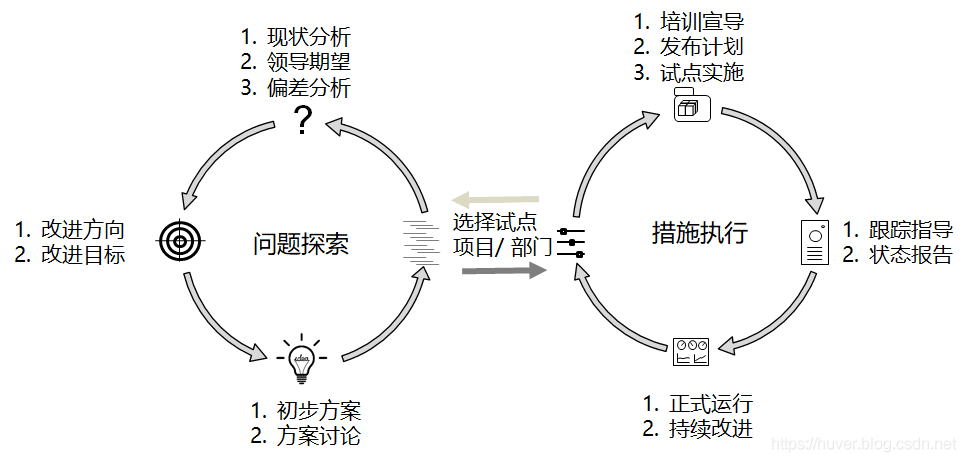 1. 现状分析
2. 领导期望
3. 偏差分析
?
1. 改进方向
2. 改进目标
问题探索
idea
1. 初步方案
2. 方案讨论
选择试点
项目/ 部门
1. 培训宣导
2. 发布计划
3. 试点实施
措施执行
1. 跟踪指导
2. 状态报告
1. 正式运行
2. 持续改进
https://huver.blog.csdn.net